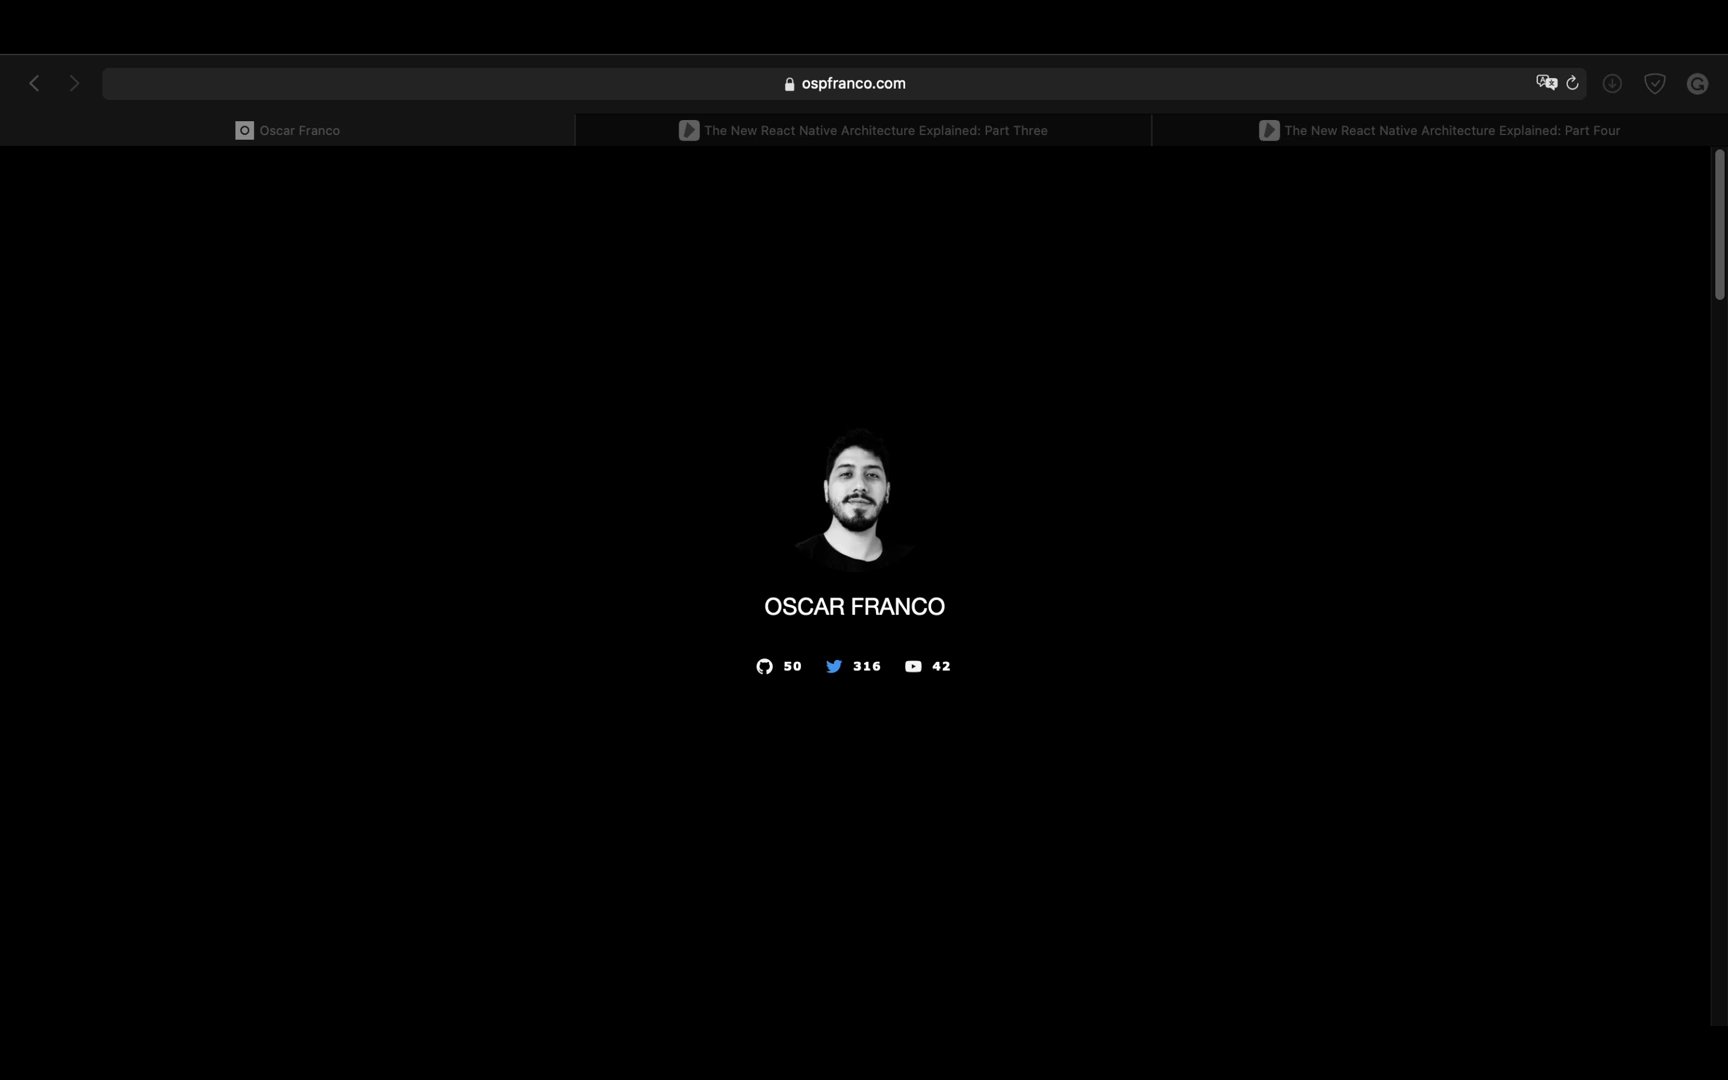 ospfranco.com
Oscar Franco
The New React Native Architecture Explained: Part Three
The New React Native Architecture Explained: Part Four
OSCAR FRANCO
50 316 42